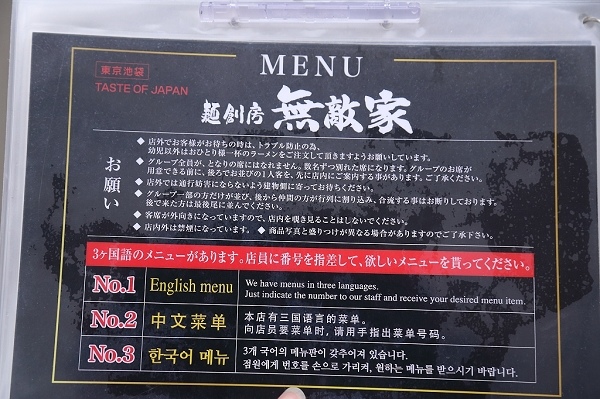 MENU
東京池袋
TASTE OF JAPAN
麺創房 無敵家
お願い
◆店外でお客様がお待ちの時は、トラブル防止の為、
幼児以外はおひとり様一杯のラーメンをご注文して頂きますようお願いしています。
◆グループ全員が、となりの席にはなれません。数名ずつ別れた席になります。グループのお席が
用意できる前に、後ろでお並びの1人客を、先に店内にご案内する事があります。ご了承ください。
◆店外では通行妨害にならないよう建物側に寄ってお待ちください。
◆グループ一部の方だけが並び、後から仲間の方が行列に割り込み、合流する事はお断りしております。
後で来た方は最後尾に並んでください。
◆客席が外向きになっていますので、店内を覗き見ることはしないでください。
◆店内外は禁煙になっています。 ◆商品写真と盛りつけが異なる場合がありますのでご了承下さい。
3ヶ国語のメニューがあります。店員に番号を指差して、欲しいメニューを貰ってください。
No.1 English menu We have menus in three languages.
Just indicate the number to our staff and receive your desired menu item.
No.2 中文菜单 本店有三国语言的菜单。
向店员要菜单时，请用手指出菜单号码。
No.3 한국어 메뉴 3개 국어의 메뉴판이 갖추어져 있습니다.
점원에게 번호를 손으로 가리켜, 원하는 메뉴를 받으시기 바랍니다.